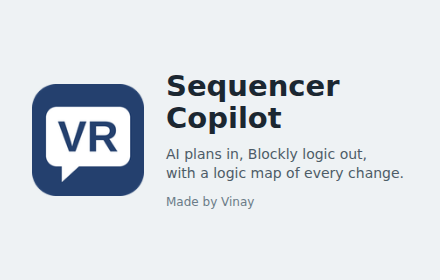 VR
Sequencer
Copilot
AI plans in, Blockly logic out,
with a logic map of every change.
Made by Vinay